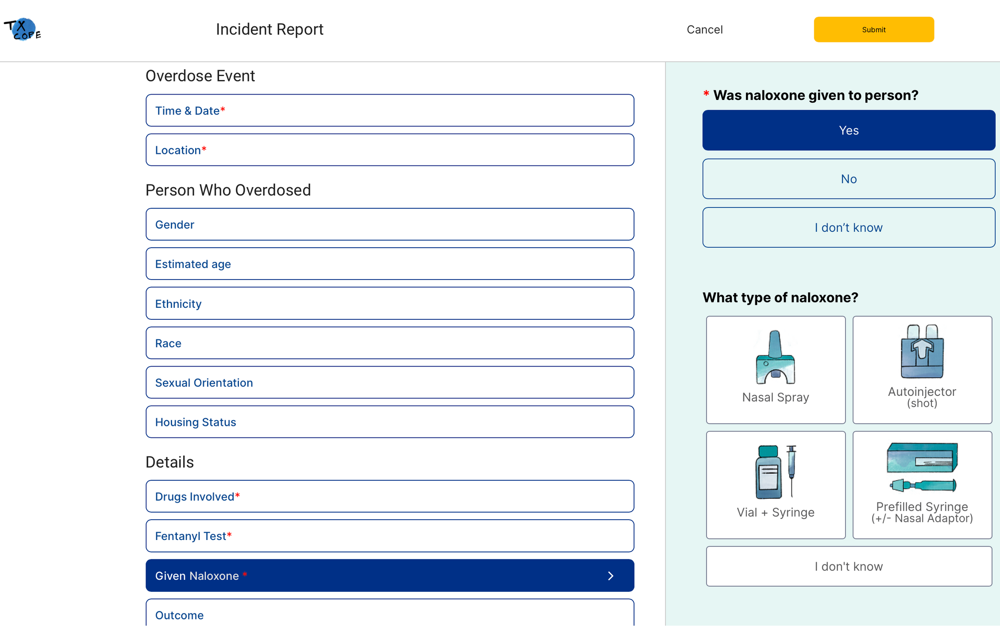 TX
COPE
Incident Report
Cancel
Submit
Overdose Event
Time & Date*
Location*
Person Who Overdosed
Gender
Estimated age
Ethnicity
Race
Sexual Orientation
Housing Status
Details
Drugs Involved*
Fentanyl Test*
Given Naloxone *
Outcome
* Was naloxone given to person?
Yes
No
I don’t know
What type of naloxone?
Nasal Spray
Autoinjector
(shot)
Vial + Syringe
Prefilled Syringe
(+/- Nasal Adaptor)
I don't know